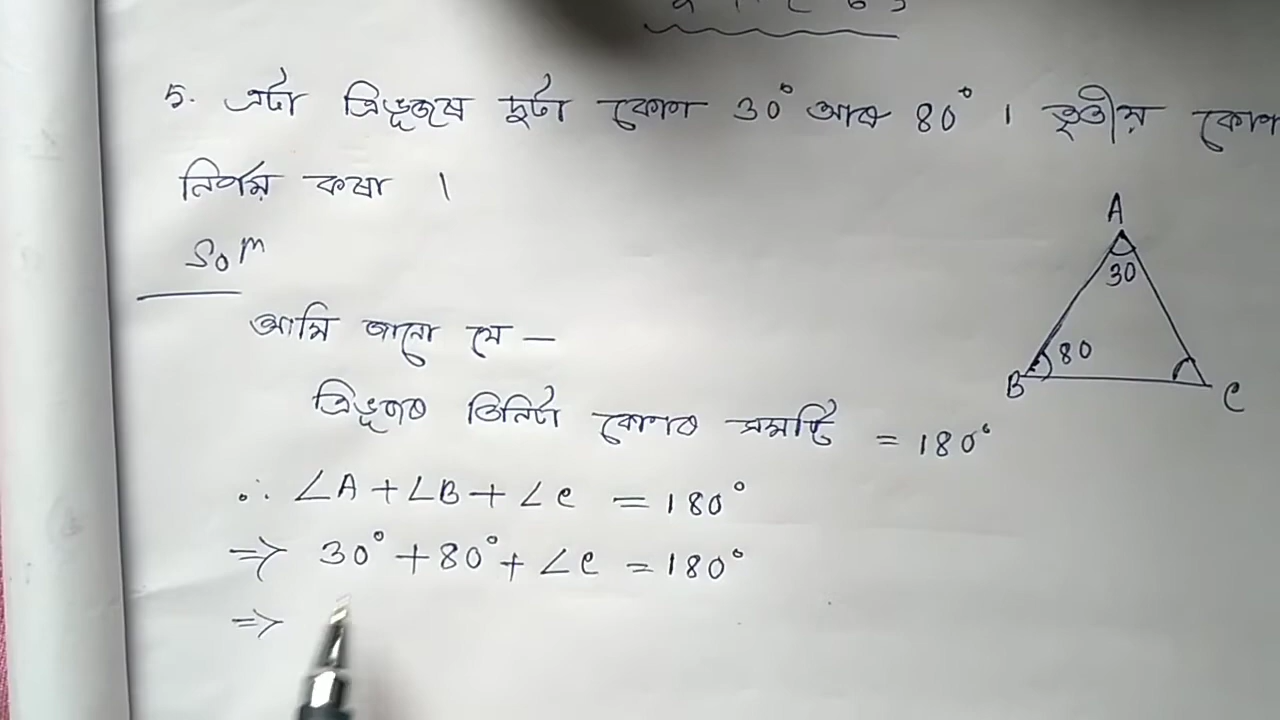 5. এটা ত্ৰিভূজৰ দুটা কোণ 30° আৰু 80° । তৃতীয় কোণ
নিৰ্ণয় কৰা ।
Som
আমি জানো যে —
ত্ৰিভূজৰ তিনিটা কোণৰ সমষ্টি = 180°
∴ ∠A + ∠B + ∠C = 180°
⇒ 30° + 80° + ∠C = 180°
⇒
A
30
80
B
C